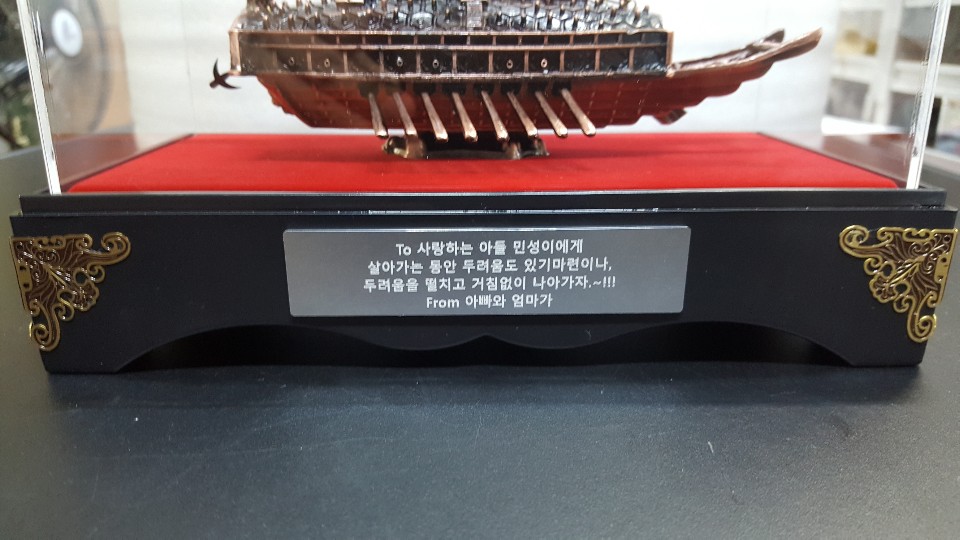 To 사랑하는 아들 민성이에게
살아가는 동안 두려움도 있기마련이나,
두려움을 떨치고 거침없이 나아가자.~!!!
From 아빠와 엄마가